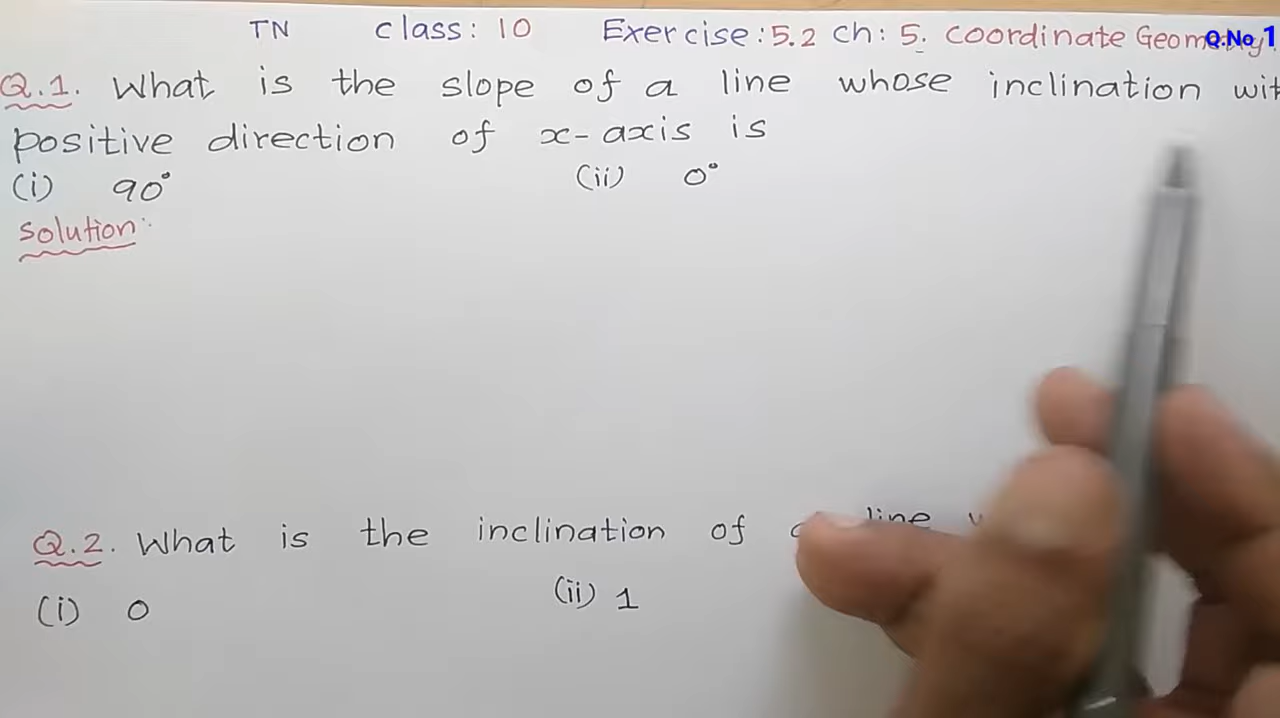 TN class: 10 Exercise: 5.2 ch: 5. Coordinate Q.No 1
Q.1. What is the slope of a line whose inclination
positive direction of x-axis is
(i) 90° (ii) 0°
Solution:
Q.2. What is the inclination of line
(i) 0 (ii) 1